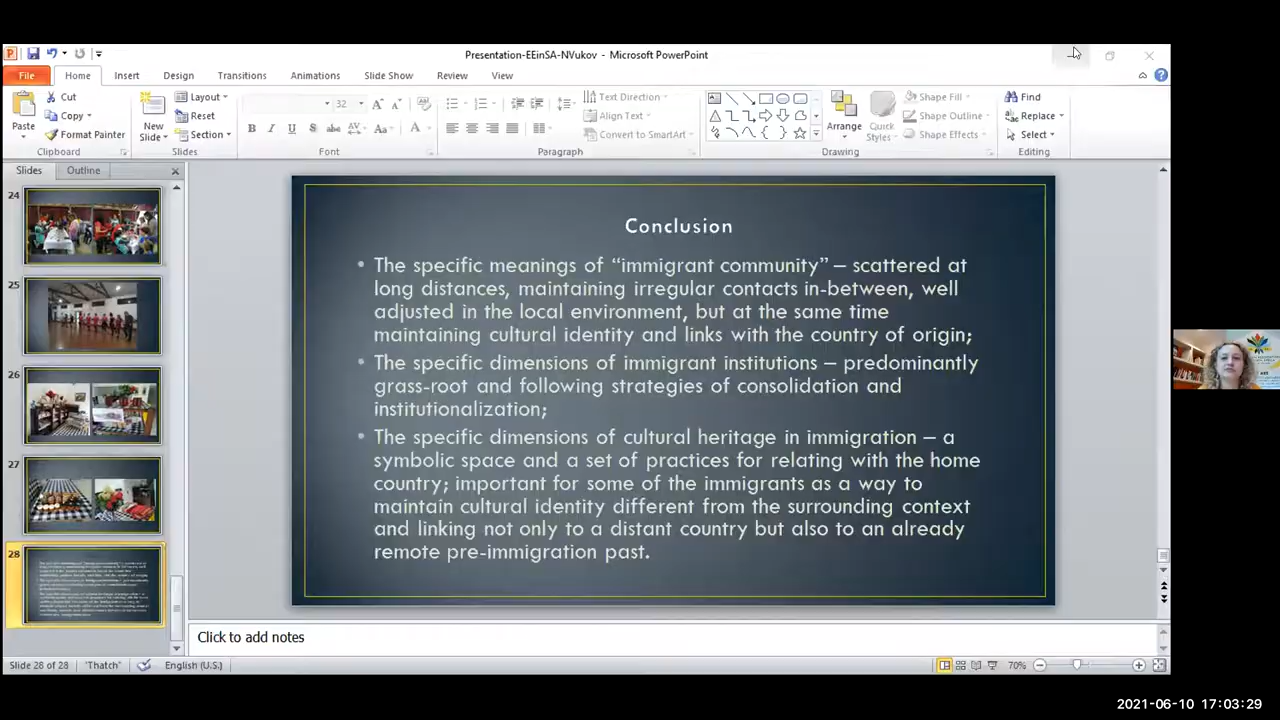 Presentation-EEinSA-NVukov - Microsoft PowerPoint
File Home Insert Design Transitions Animations Slide Show Review View
Paste
Cut
Copy
Format Painter
Clipboard
New Slide
Layout
Reset
Section
Slides
32
Font
Text Direction
Align Text
Convert to SmartArt
Paragraph
Arrange
Quick Styles
Shape Fill
Shape Outline
Shape Effects
Drawing
Find
Replace
Select
Editing
Slides Outline
24
25
26
27
28
Conclusion
• The specific meanings of “immigrant community” – scattered at
long distances, maintaining irregular contacts in-between, well
adjusted in the local environment, but at the same time
maintaining cultural identity and links with the country of origin;
• The specific dimensions of immigrant institutions – predominantly
grass-root and following strategies of consolidation and
institutionalization;
• The specific dimensions of cultural heritage in immigration – a
symbolic space and a set of practices for relating with the home
country; important for some of the immigrants as a way to
maintain cultural identity different from the surrounding context
and linking not only to a distant country but also to an already
remote pre-immigration past.
Click to add notes
Slide 28 of 28 'Thatch' English (U.S.) 70%
2021-06-10 17:03:29